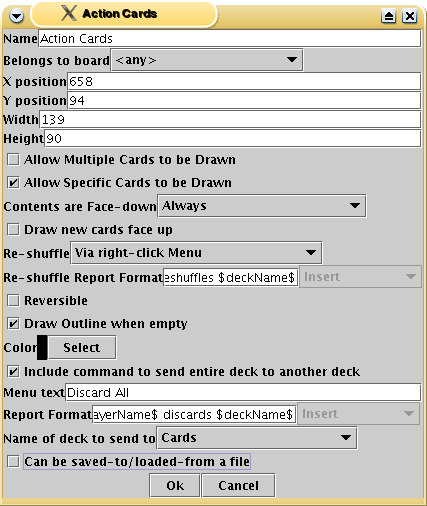 Action Cards
Name Action Cards
Belongs to board <any>
X position 658
Y position 94
Width 139
Height 90
Allow Multiple Cards to be Drawn
Allow Specific Cards to be Drawn
Contents are Face-down Always
Draw new cards face up
Re-shuffle Via right-click Menu
Re-shuffle Report Format eshuffles $deckName$ Insert
Reversible
Draw Outline when empty
Color Select
Include command to send entire deck to another deck
Menu text Discard All
Report Format ayerName$ discards $deckName$ Insert
Name of deck to send to Cards
Can be saved-to/loaded-from a file
Ok Cancel